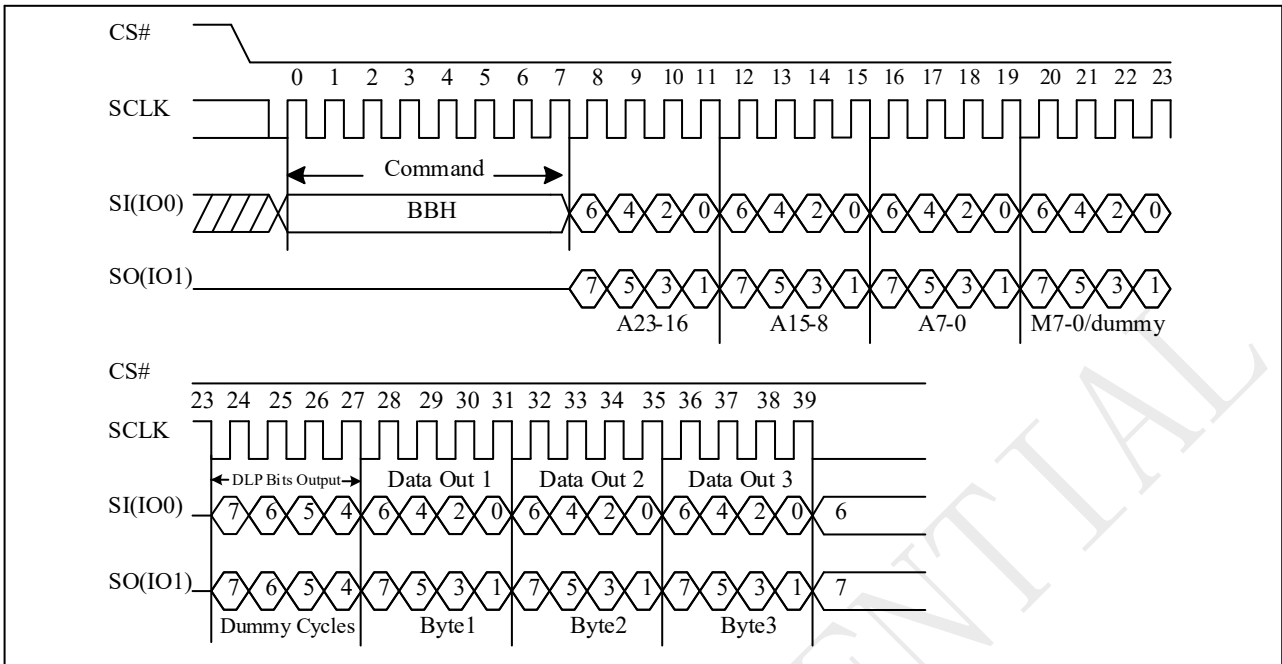 CS#
0 1 2 3 4 5 6 7 8 9 10 11 12 13 14 15 16 17 18 19 20 21 22 23
SCLK
Command
SI(IO0) BBH 6 4 2 0 6 4 2 0 6 4 2 0 6 4 2 0
SO(IO1) 7 5 3 1 7 5 3 1 7 5 3 1 7 5 3 1
A23-16 A15-8 A7-0 M7-0/dummy
CS#
23 24 25 26 27 28 29 30 31 32 33 34 35 36 37 38 39
SCLK
DLP Bits Output Data Out 1 Data Out 2 Data Out 3
SI(IO0) 7 6 5 4 6 4 2 0 6 4 2 0 6 4 2 0 6
SO(IO1) 7 6 5 4 7 5 3 1 7 5 3 1 7 5 3 1 7
Dummy Cycles Byte1 Byte2 Byte3
ENTIAL